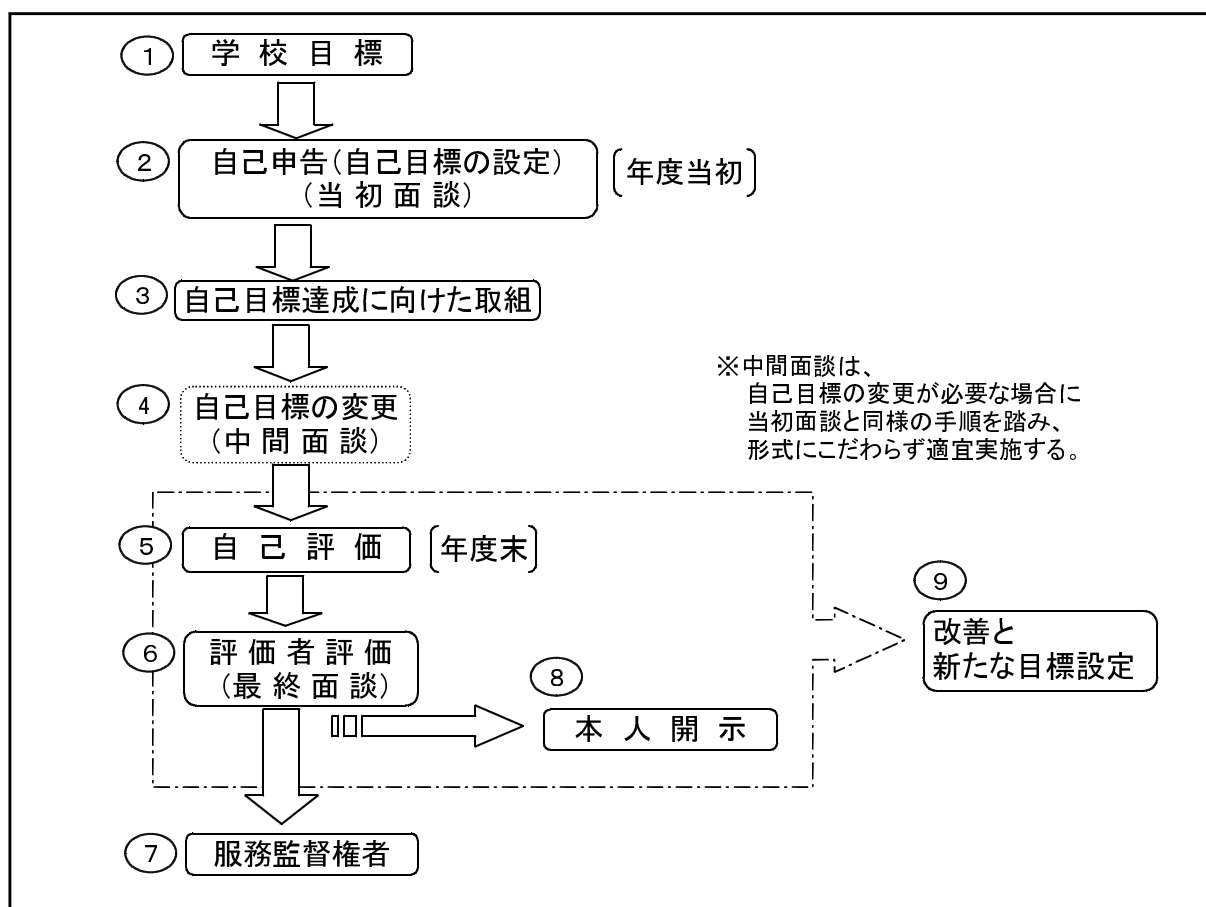 ① 学校目標
② 自己申告(自己目標の設定)
(当初面談)
[年度当初]
③ 自己目標達成に向けた取組
④ 自己目標の変更
(中間面談)
※中間面談は、
自己目標の変更が必要な場合に
当初面談と同様の手順を踏み、
形式にこだわらず適宜実施する。
⑤ 自己評価
[年度末]
⑥ 評価者評価
(最終面談)
⑧
本人開示
⑨
改善と
新たな目標設定
⑦ 服務監督権者